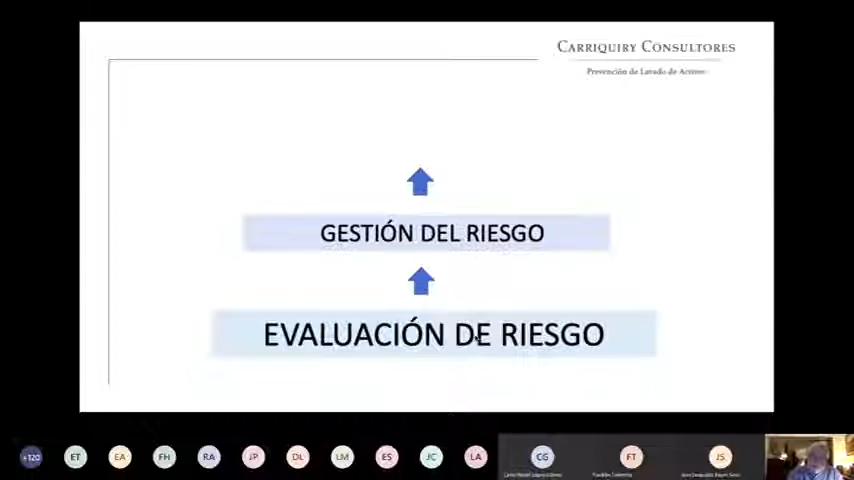 CARRIQUIRY CONSULTORES
Prevención de Lavado de Activos
GESTIÓN DEL RIESGO
EVALUACIÓN DE RIESGO
+120
ET
EA
FH
RA
JP
DL
LM
ES
JC
LA
CG
FT
JS